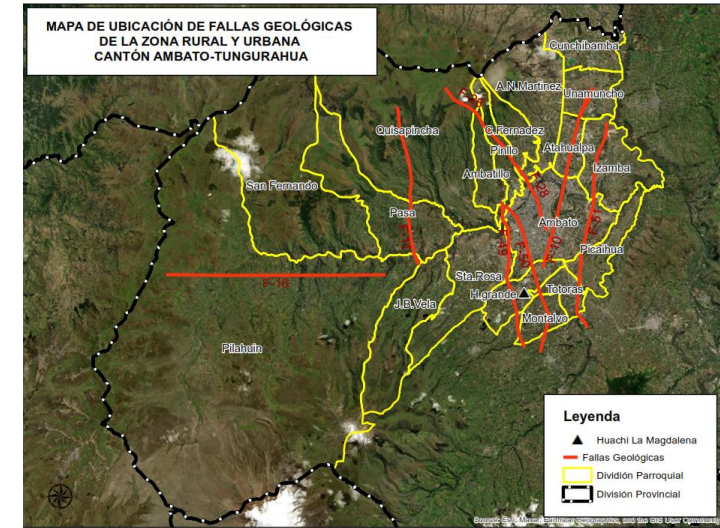 MAPA DE UBICACIÓN DE FALLAS GEOLÓGICAS
DE LA ZONA RURAL Y URBANA
CANTÓN AMBATO-TUNGURAHUA
Cunchibamba
A.N.Martinez
Unamuncho
Quisapincha
C.Fernadez
Pinllo
Atahualpa
Izamba
Ambatillo
San Fernando
Pasa
Ambato
Picaihua
Sta.Rosa
F-16
H.grande
Totoras
J.B.Vela
Montalvo
Pilahuin
Leyenda
Huachi La Magdalena
Fallas Geológicas
Dividión Parroquial
División Provincial